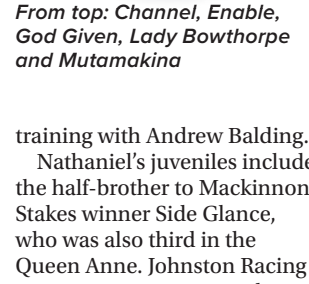 From top: Channel, Enable,
God Given, Lady Bowthorpe
and Mutamakina
training with Andrew Balding.
Nathaniel’s juveniles include
the half-brother to Mackinnon
Stakes winner Side Glance,
who was also third in the
Queen Anne. Johnston Racing